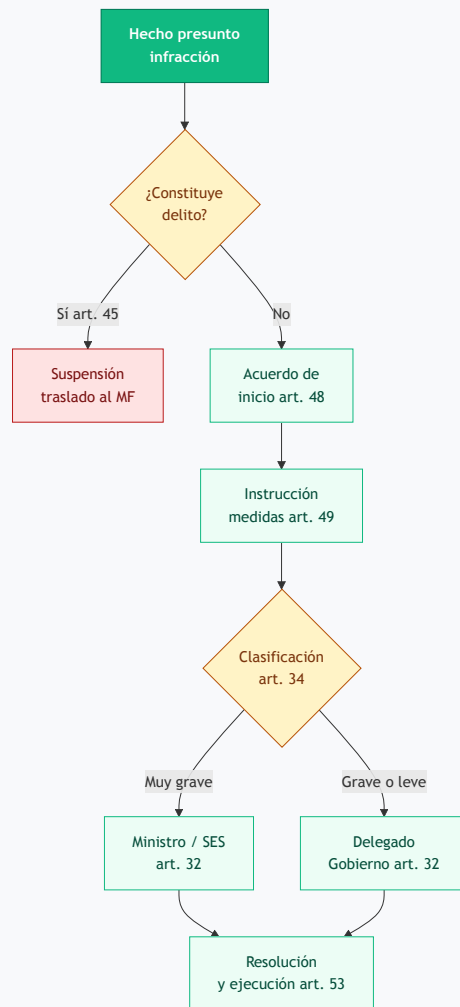 Hecho presunto
infracción
¿Constituye
delito?
Sí art. 45
No
Suspensión
traslado al MF
Acuerdo de
inicio art. 48
Instrucción
medidas art. 49
Clasificación
art. 34
Muy grave
Grave o leve
Ministro / SES
art. 32
Delegado
Gobierno art. 32
Resolución
y ejecución art. 53